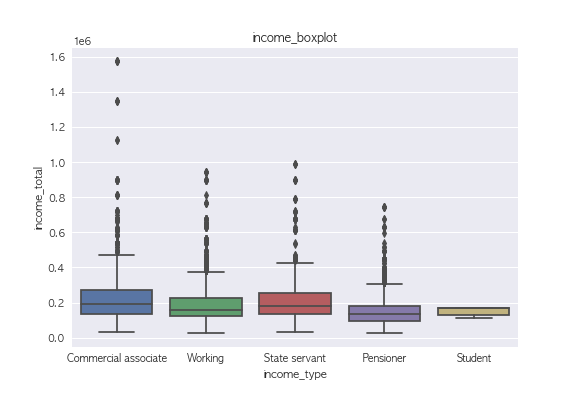 income_boxplot
1e6
1.6
1.4
1.2
1.0
0.8
0.6
0.4
0.2
0.0
income_total
Commercial associate Working State servant Pensioner Student
income_type